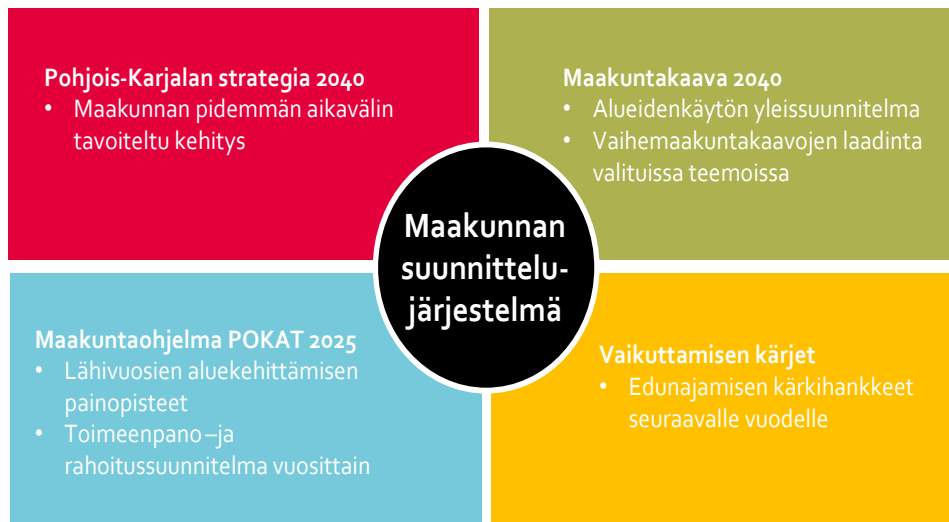 Pohjois-Karjalan strategia 2040
• Maakunnan pidemmän aikavälin
tavoiteltu kehitys
Maakuntakaava 2040
• Alueidenkäytön yleissuunnitelma
• Vaihemaakuntakaavojen laadinta
valituissa teemoissa
Maakunnan
suunnittelu-
järjestelmä
Maakuntaohjelma POKAT 2025
• Lähivuosien aluekehittämisen
painopisteet
• Toimeenpano –ja
rahoitussuunnitelma vuosittain
Vaikuttamisen kärjet
• Edunajamisen kärkihankkeet
seuraavalle vuodelle